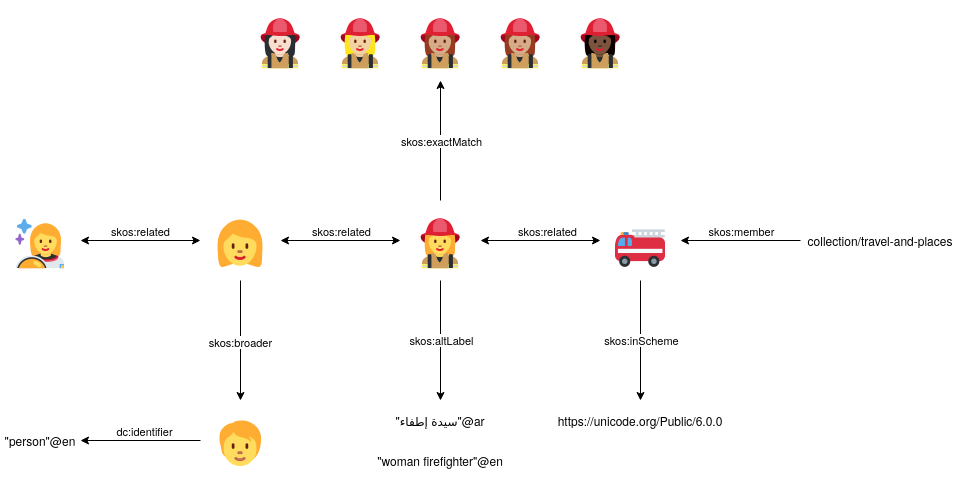 skos:exactMatch
skos:related
skos:related
skos:related
skos:member
collection/travel-and-places
skos:broader
skos:altLabel
skos:inScheme
"سيدة إطفاء"@ar
https://unicode.org/Public/6.0.0
dc:identifier
"person"@en
"woman firefighter"@en